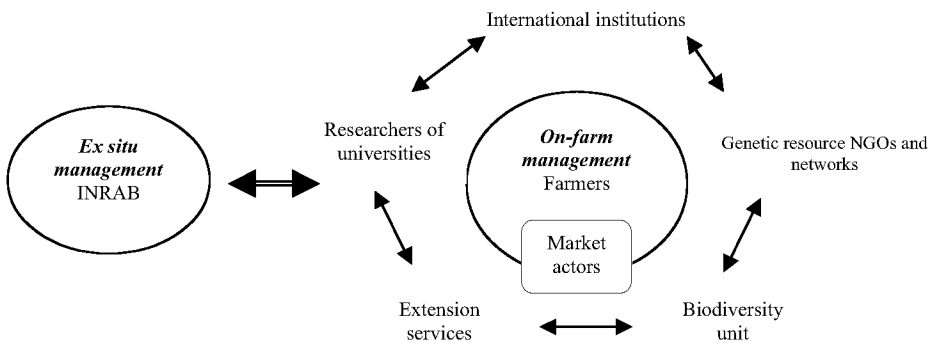 International institutions
Ex situ
management
INRAB
Researchers of
universities
On-farm
management
Farmers
Genetic resource NGOs and
networks
Market
actors
Extension
services
Biodiversity
unit